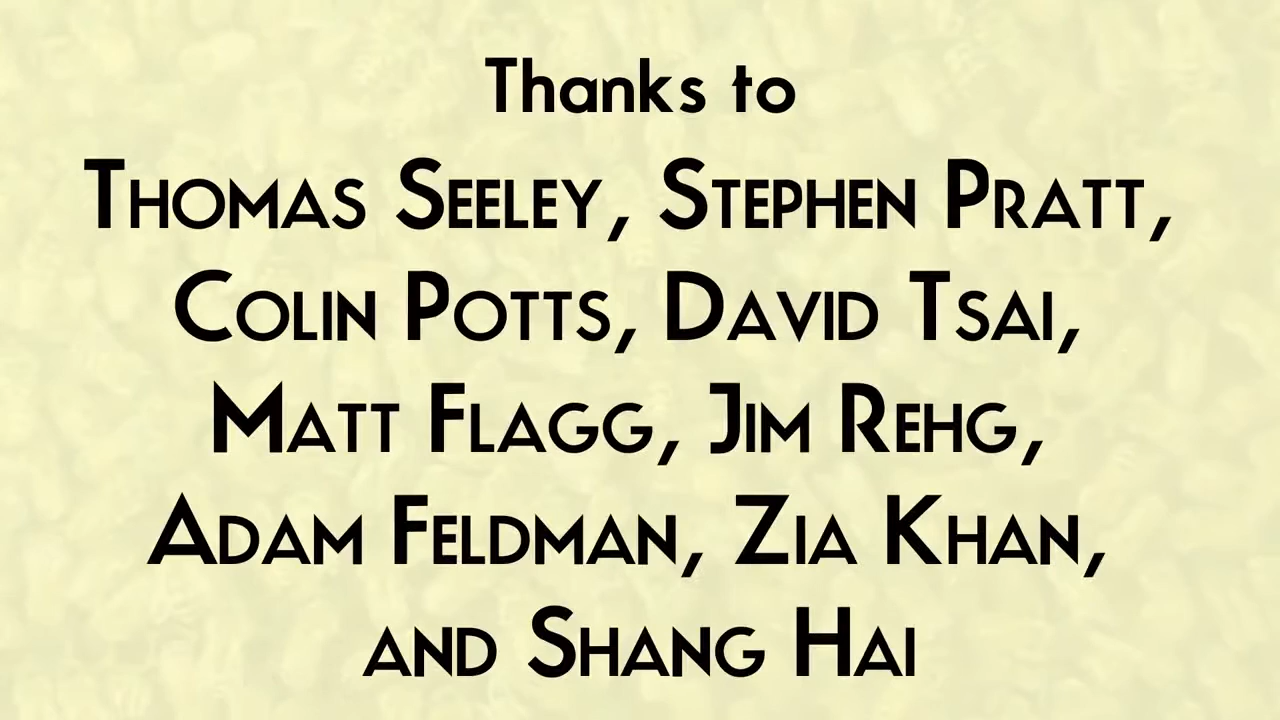 Thanks to
Thomas Seeley, Stephen Pratt,
Colin Potts, David Tsai,
Matt Flagg, Jim Rehg,
Adam Feldman, Zia Khan,
and Shang Hai